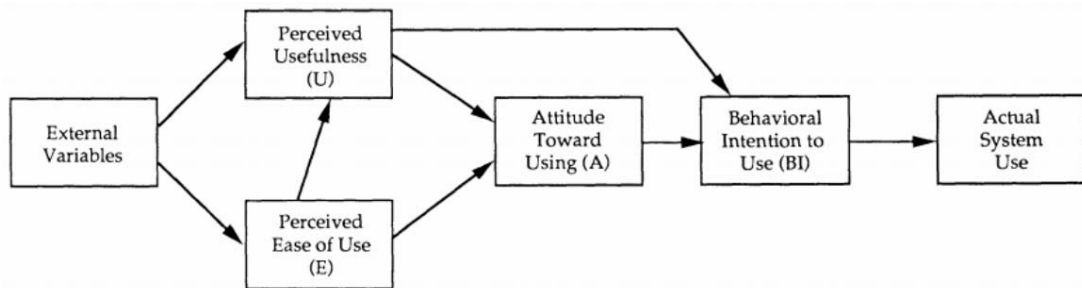 External
Variables
Perceived
Usefulness
(U)
Perceived
Ease of Use
(E)
Attitude
Toward
Using (A)
Behavioral
Intention to
Use (BI)
Actual
System
Use